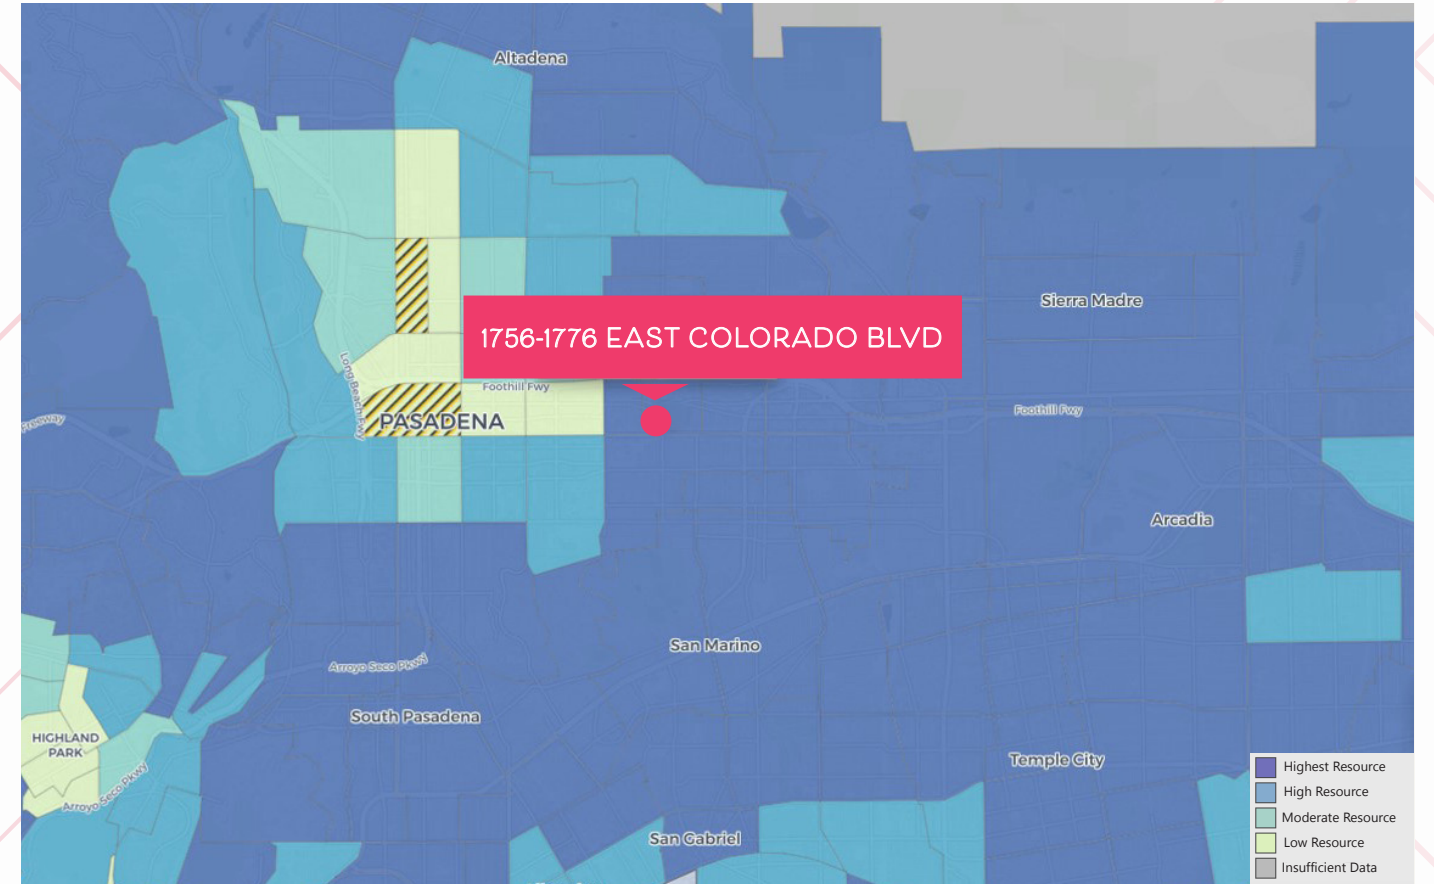 Altadena
Sierra Madre
1756-1776 EAST COLORADO BLVD
Long Beach Fwy
Foothill Fwy
Foothill Fwy
PASADENA
Freeway
Arcadia
San Marino
Arroyo Seco Pkwy
South Pasadena
HIGHLAND
PARK
Temple City
Arroyo Seco Pkwy
San Gabriel
Highest Resource
High Resource
Moderate Resource
Low Resource
Insufficient Data